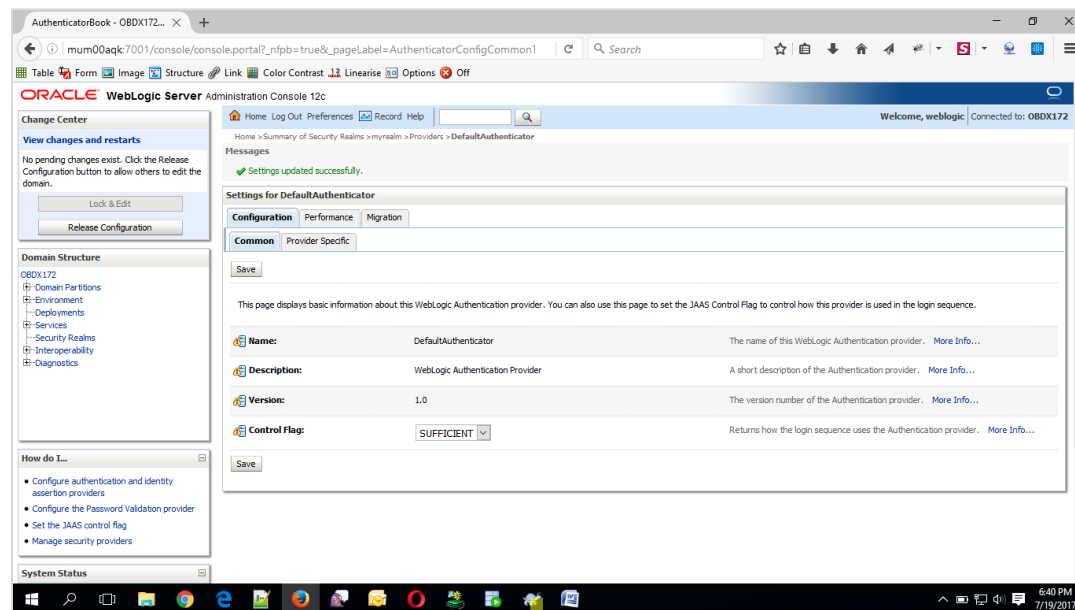 AuthenticatorBook - OBDX172...
mum00aqk:7001/console/console.portal?_nfpb=true&_pageLabel=AuthenticatorConfigCommonT
Search
Table Form Image Structure Link Color Contrast Linearise Options Off
ORACLE WebLogic Server Administration Console 12c
Change Center
View changes and restarts
No pending changes exist. Click the Release
Configuration button to allow others to edit the
domain.
Lock & Edit
Release Configuration
Domain Structure
OBDX172
Domain Partitions
Environment
Deployments
Services
Security Realms
Interoperability
Diagnostics
How do I...
Configure authentication and identity
assertion providers
Configure the Password Validation provider
Set the JAAS control flag
Manage security providers
System Status
Home Log Out Preferences Record Help
Welcome, weblogic Connected to: OBDX172
Home >Summary of Security Realms >myrealm >Providers >DefaultAuthenticator
Messages
Settings updated successfully.
Settings for DefaultAuthenticator
Configuration Performance Migration
Common Provider Specific
Save
This page displays basic information about this WebLogic Authentication provider. You can also use this page to set the JAAS Control Flag to control how this provider is used in the login sequence.
Name: DefaultAuthenticator The name of this WebLogic Authentication provider. More Info...
Description: WebLogic Authentication Provider A short description of the Authentication provider. More Info...
Version: 1.0 The version number of the Authentication provider. More Info...
Control Flag: SUFFICIENT Returns how the login sequence uses the Authentication provider. More Info...
Save
6:40 PM
7/19/2017